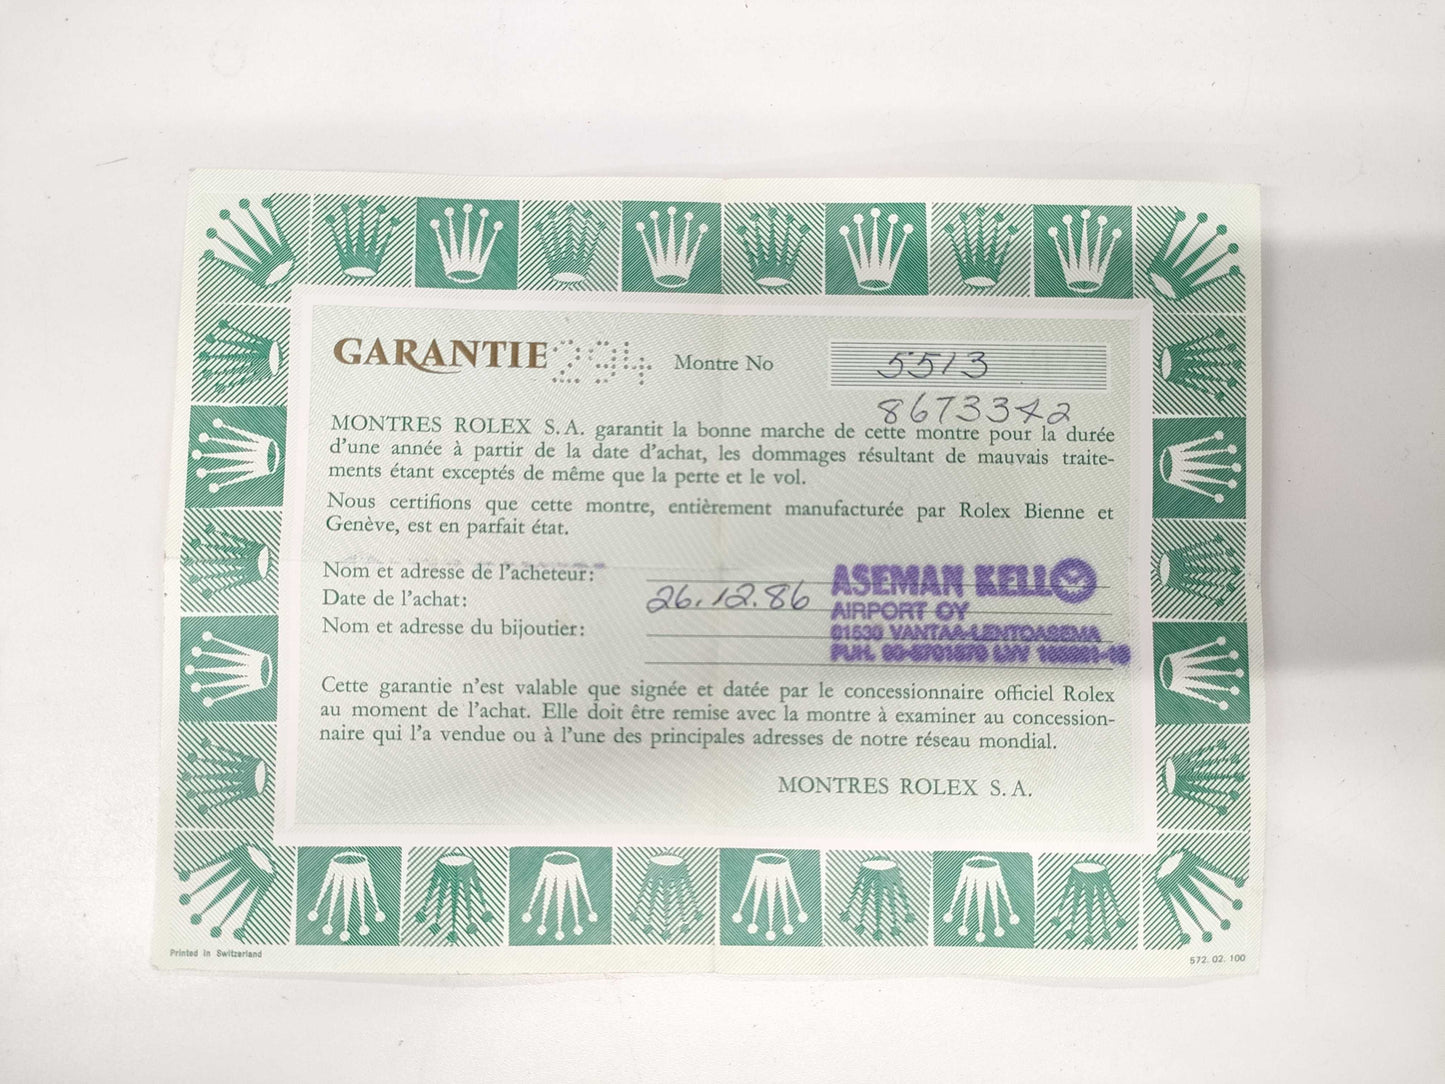 GARANTIE 294 Montre No 5513
8673342
MONTRES ROLEX S.A. garantit la bonne marche de cette montre pour la durée
d'une année à partir de la date d'achat, les dommages résultant de mauvais traite-
ments étant exceptés de même que la perte et le vol.
Nous certifions que cette montre, entièrement manufacturée par Rolex Bienne et
Genève, est en parfait état.
Nom et adresse de l'acheteur:
Date de l'achat: 26.12.86
Nom et adresse du bijoutier:
ASEMAN KELLO
AIRPORT OY
01530 VANTAA-LENTOASEMA
PUH. LVV
Cette garantie n'est valable que signée et datée par le concessionnaire officiel Rolex
au moment de l'achat. Elle doit être remise avec la montre à examiner au concession-
naire qui l'a vendue ou à l'une des principales adresses de notre réseau mondial.
MONTRES ROLEX S.A.
Printed in Switzerland
572.02.100